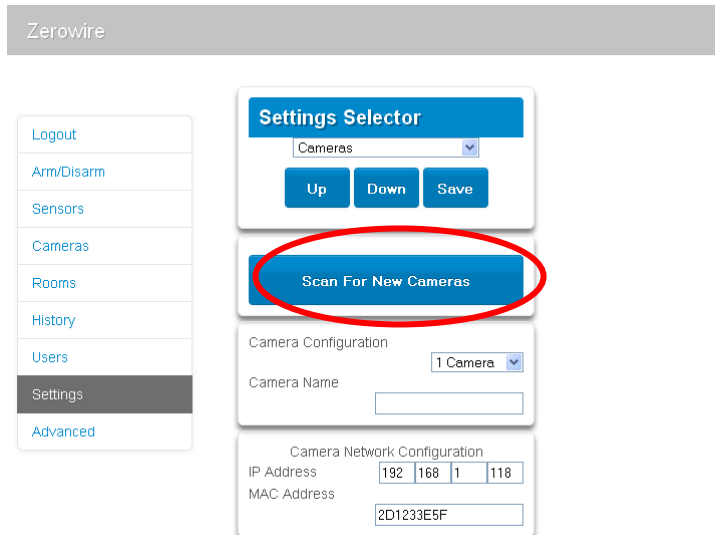 Zerowire
Logout
Arm/Disarm
Sensors
Cameras
Rooms
History
Users
Settings
Advanced
Settings Selector
Cameras
Up Down Save
Scan For New Cameras
Camera Configuration
1 Camera
Camera Name
Camera Network Configuration
IP Address 192 168 1 118
MAC Address
2D1233E5F